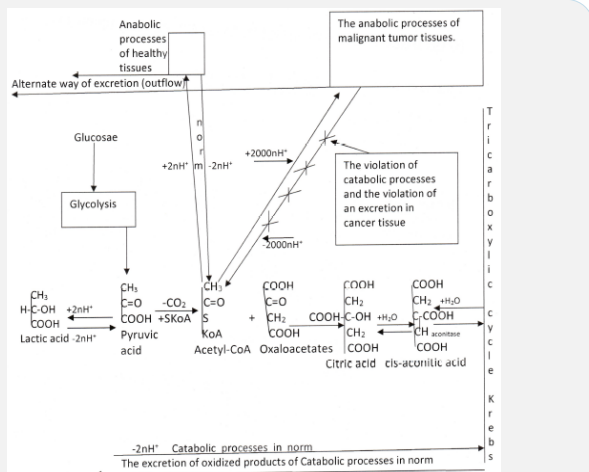 Anabolic
processes
of healthy
tissues
The anabolic processes of
malignant tumor tissues.
Alternate way of excretion (outflow)
Glucosae
Glycolysis
norm
+2nH⁺
-2nH⁺
+2000nH⁺
-2000nH⁺
The violation of
catabolic processes
and the violation of
an excretion in
cancer tissue
Tricarboxylic cycle Krebs
CH₃
H-C-OH
COOH
Lactic acid
+2nH⁺
-2nH⁺
CH₃
C=O
COOH
Pyruvic
acid
-CO₂
+SKoA
CH₃
C=O
S
KoA
Acetyl-CoA
+
COOH
C=O
CH₂
COOH
Oxaloacetates
COOH
CH₂
COOH-C-OH
CH₂
COOH
Citric acid
+H₂O
COOH
CH₂
C-COOH
CH
COOH
cis-aconitic acid
+H₂O
aconitase
-2nH⁺ Catabolic processes in norm
The excretion of oxidized products of Catabolic processes in norm